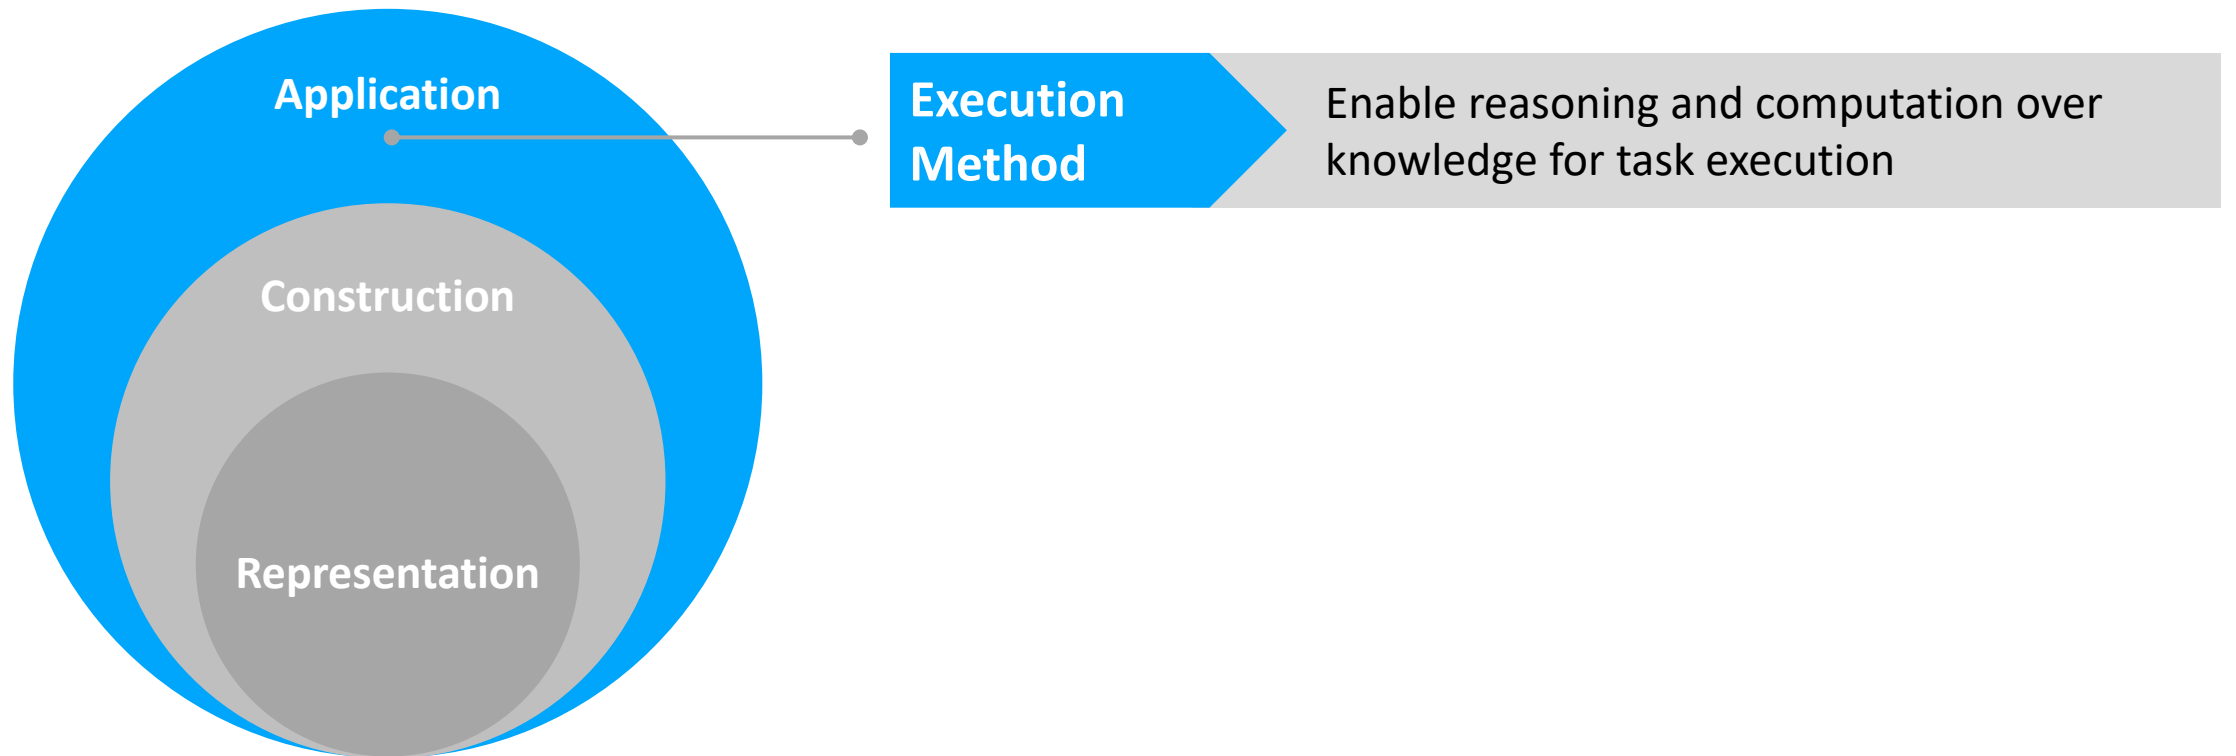 Application
Construction
Representation
Execution
Method
Enable reasoning and computation over
knowledge for task execution